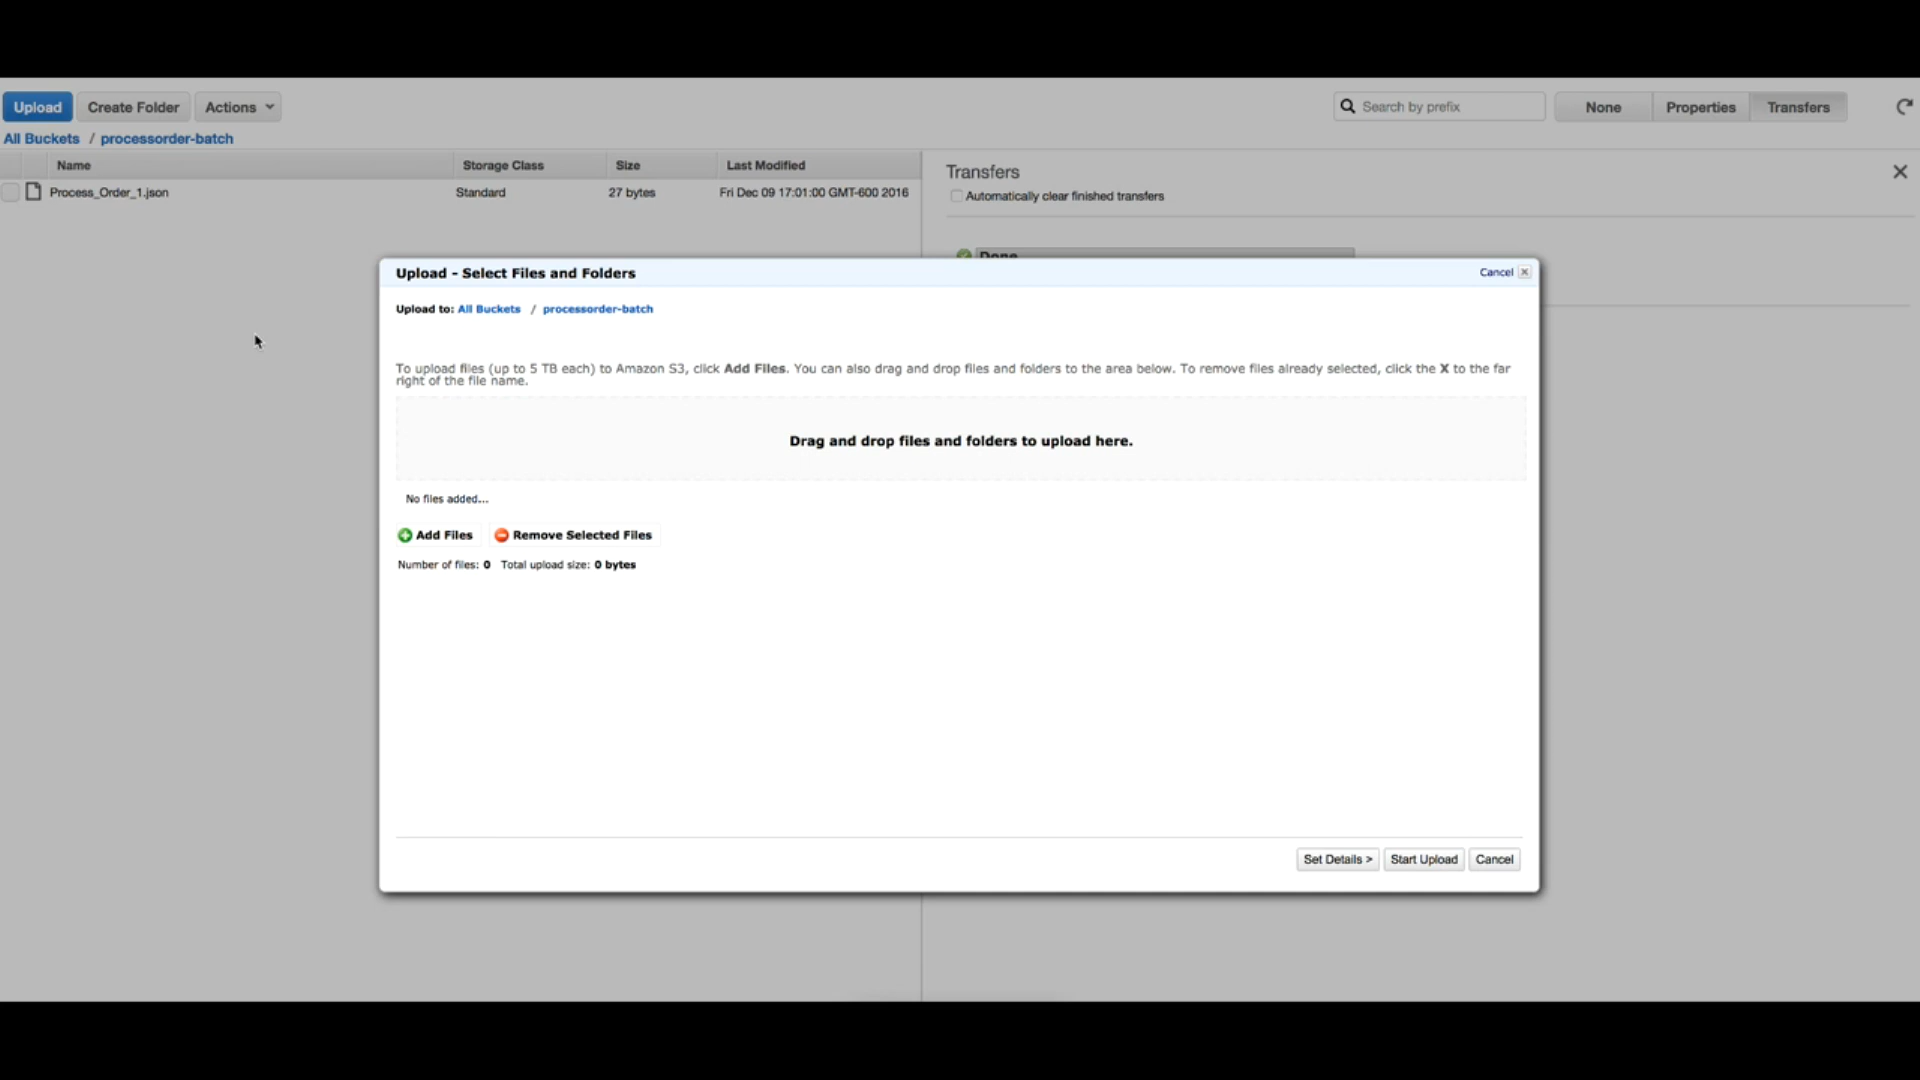 Upload Create Folder Actions Search by prefix None Properties Transfers
All Buckets / processorder-batch
Name Storage Class Size Last Modified
Process_Order_1.json Standard 27 bytes Fri Dec 09 17:01:00 GMT-600 2016
Transfers
Automatically clear finished transfers
Done
Upload - Select Files and Folders Cancel
Upload to: All Buckets / processorder-batch
To upload files (up to 5 TB each) to Amazon S3, click Add Files. You can also drag and drop files and folders to the area below. To remove files already selected, click the X to the far
right of the file name.
Drag and drop files and folders to upload here.
No files added...
Add Files Remove Selected Files
Number of files: 0 Total upload size: 0 bytes
Set Details > Start Upload Cancel